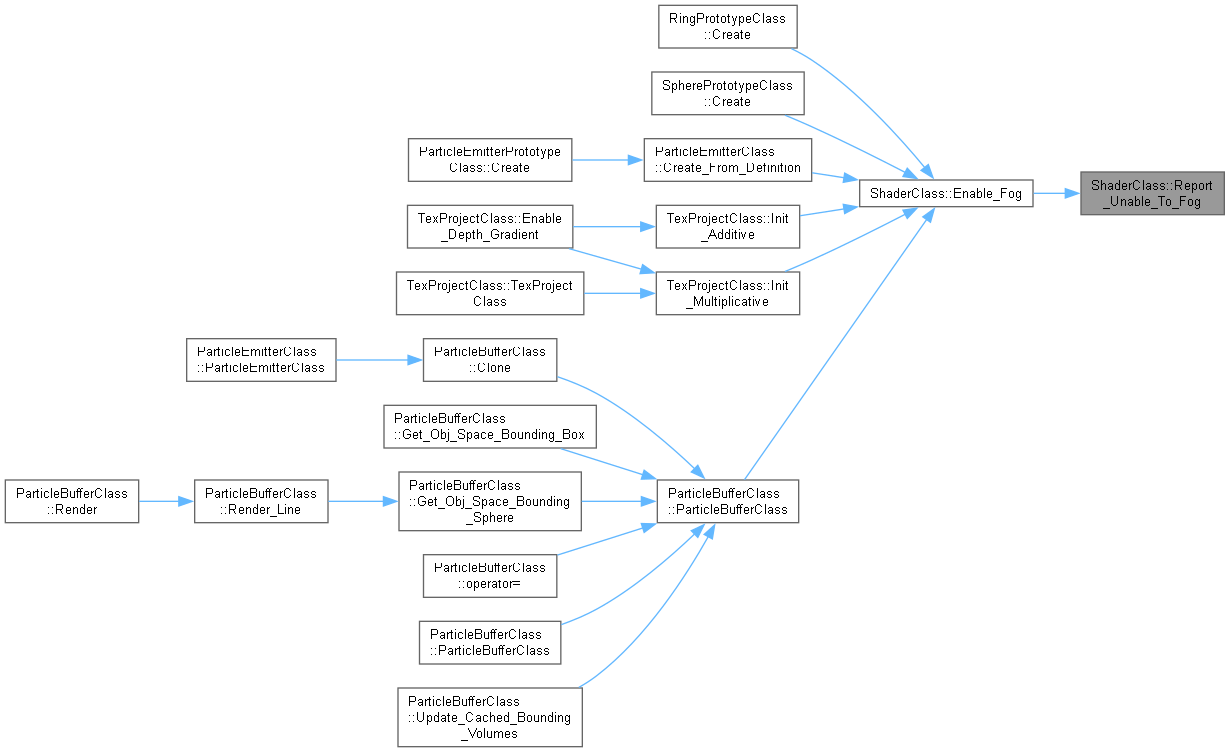 RingPrototypeClass
::Create
SpherePrototypeClass
::Create
ParticleEmitterPrototype
Class::Create
ParticleEmitterClass
::Create_From_Definition
ShaderClass::Enable_Fog
ShaderClass::Report
_Unable_To_Fog
TexProjectClass::Enable
_Depth_Gradient
TexProjectClass::Init
_Additive
TexProjectClass::TexProject
Class
TexProjectClass::Init
_Multiplicative
ParticleEmitterClass
::ParticleEmitterClass
ParticleBufferClass
::Clone
ParticleBufferClass
::Get_Obj_Space_Bounding_Box
ParticleBufferClass
::Render
ParticleBufferClass
::Render_Line
ParticleBufferClass
::Get_Obj_Space_Bounding
_Sphere
ParticleBufferClass
::ParticleBufferClass
ParticleBufferClass
::operator=
ParticleBufferClass
::ParticleBufferClass
ParticleBufferClass
::Update_Cached_Bounding
_Volumes